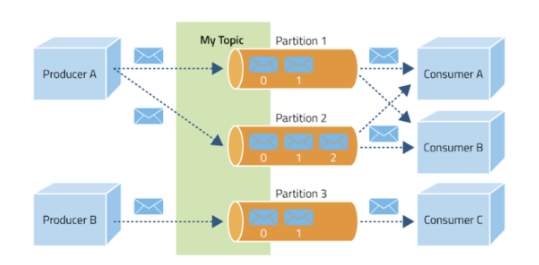 My Topic
Partition 1
Producer A
0 1
Consumer A
Partition 2
0 1 2
Consumer B
Partition 3
Producer B
0 1
Consumer C